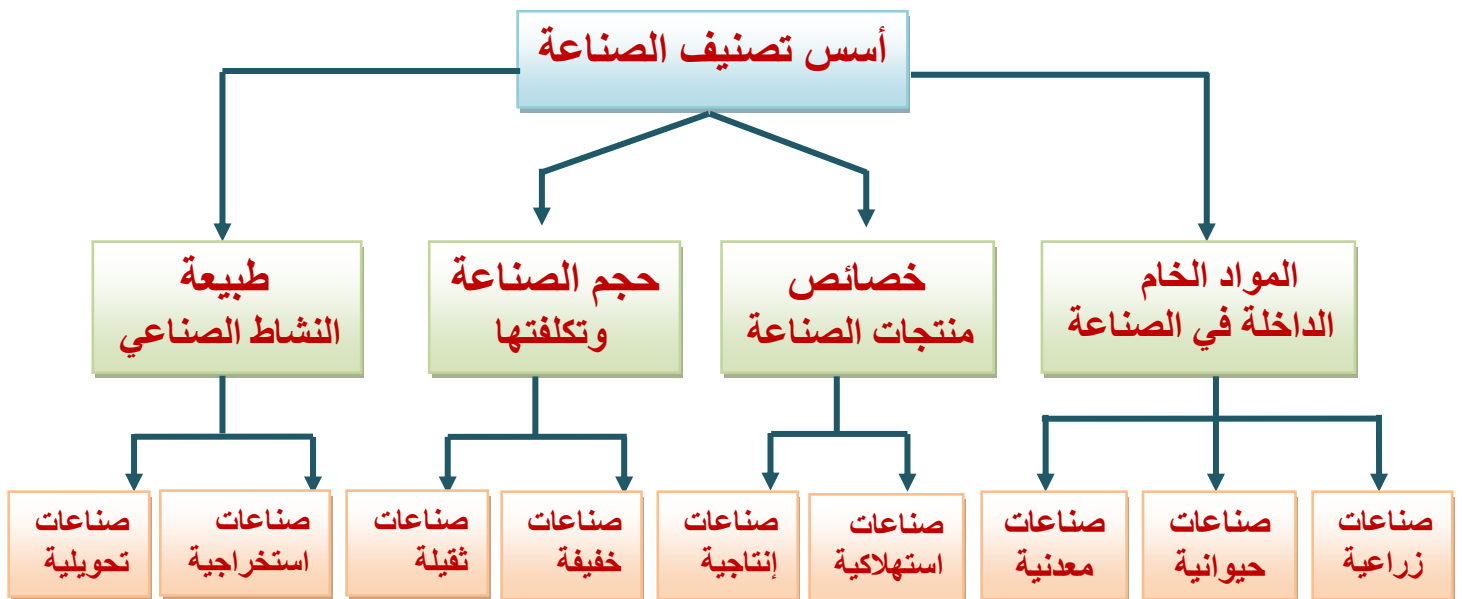 أسس تصنيف الصناعة
المواد الخام
الداخلة في الصناعة
خصائص
منتجات الصناعة
حجم الصناعة
وتكلفتها
طبيعة
النشاط الصناعي
صناعات
زراعية
صناعات
حيوانية
صناعات
معدنية
صناعات
استهلاكية
صناعات
إنتاجية
صناعات
خفيفة
صناعات
ثقيلة
صناعات
استخراجية
صناعات
تحويلية